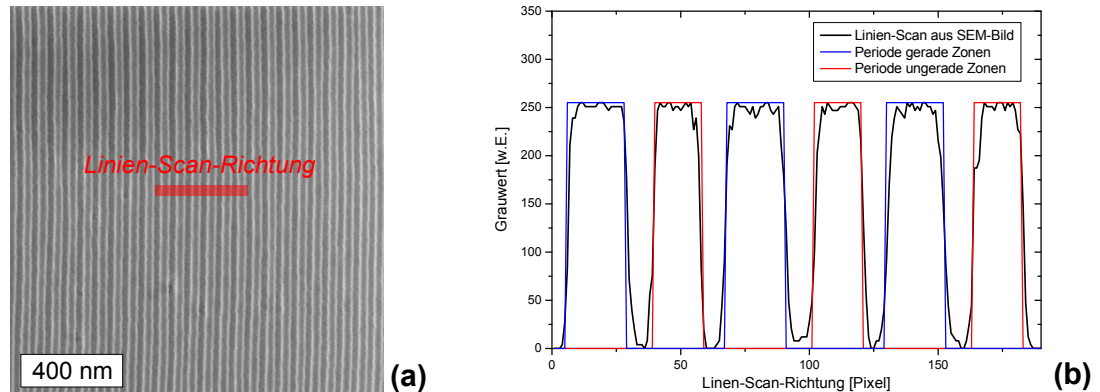 Linien-Scan-Richtung
400 nm
(a)
350
300
250
200
150
100
50
0
0
50
100
150
Grauwert [w.E.]
Linen-Scan-Richtung [Pixel]
Linien-Scan aus SEM-Bild
Periode gerade Zonen
Periode ungerade Zonen
(b)